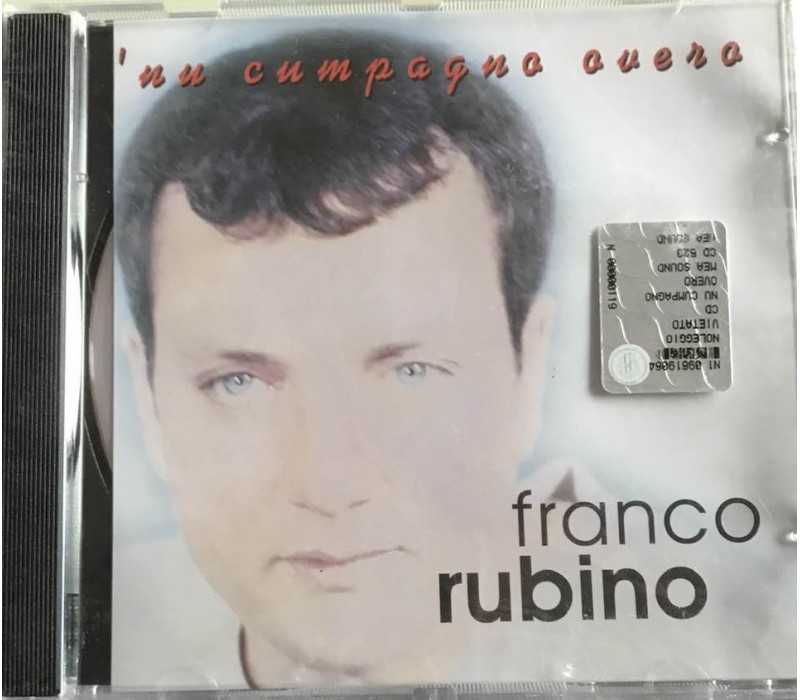 'nu cumpagno overo
N1 09619084
NOLEGGIO
VIETATO
CD
NU CUMPAGNO
OVERO
MEA SOUND
CD 523
MEA SOUND
N 00000119
franco
rubino